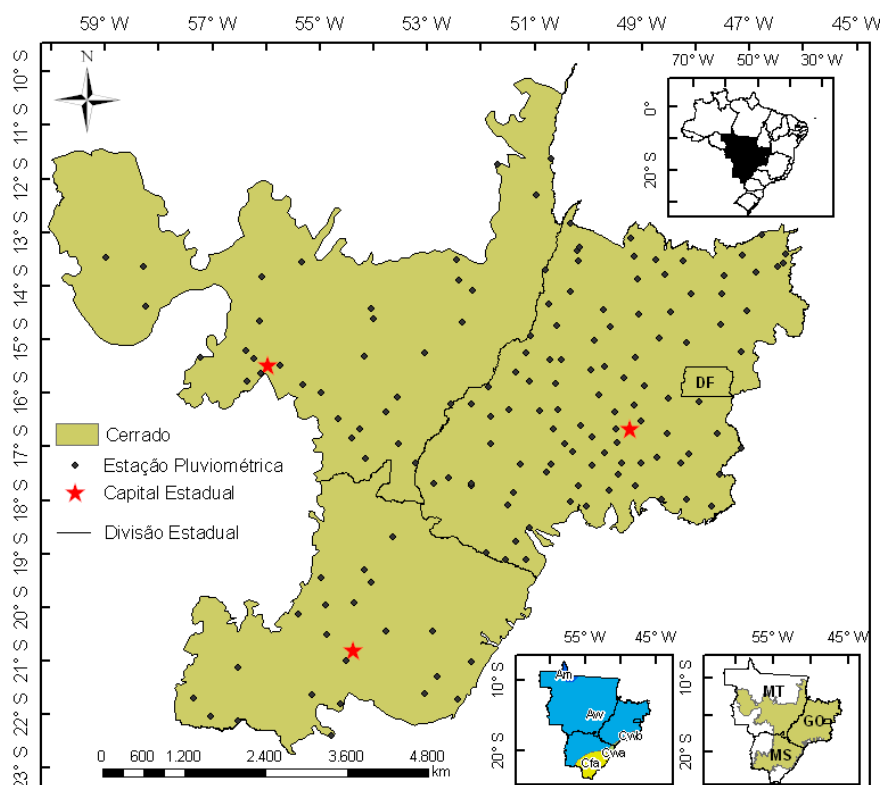 59° W 57° W 55° W 53° W 51° W 49° W 47° W 45° W
10° S
11° S
12° S
13° S
14° S
15° S
16° S
17° S
18° S
19° S
20° S
21° S
22° S
23° S
N
70° W 50° W 30° W
0°
20° S
DF
Cerrado
Estação Pluviométrica
Capital Estadual
Divisão Estadual
0 600 1.200 2.400 3.600 4.800
km
55° W 45° W
10° S
20° S
Am
Aw
Cwb
Cwa
Cfa
55° W 45° W
10° S
20° S
MT
GO
MS